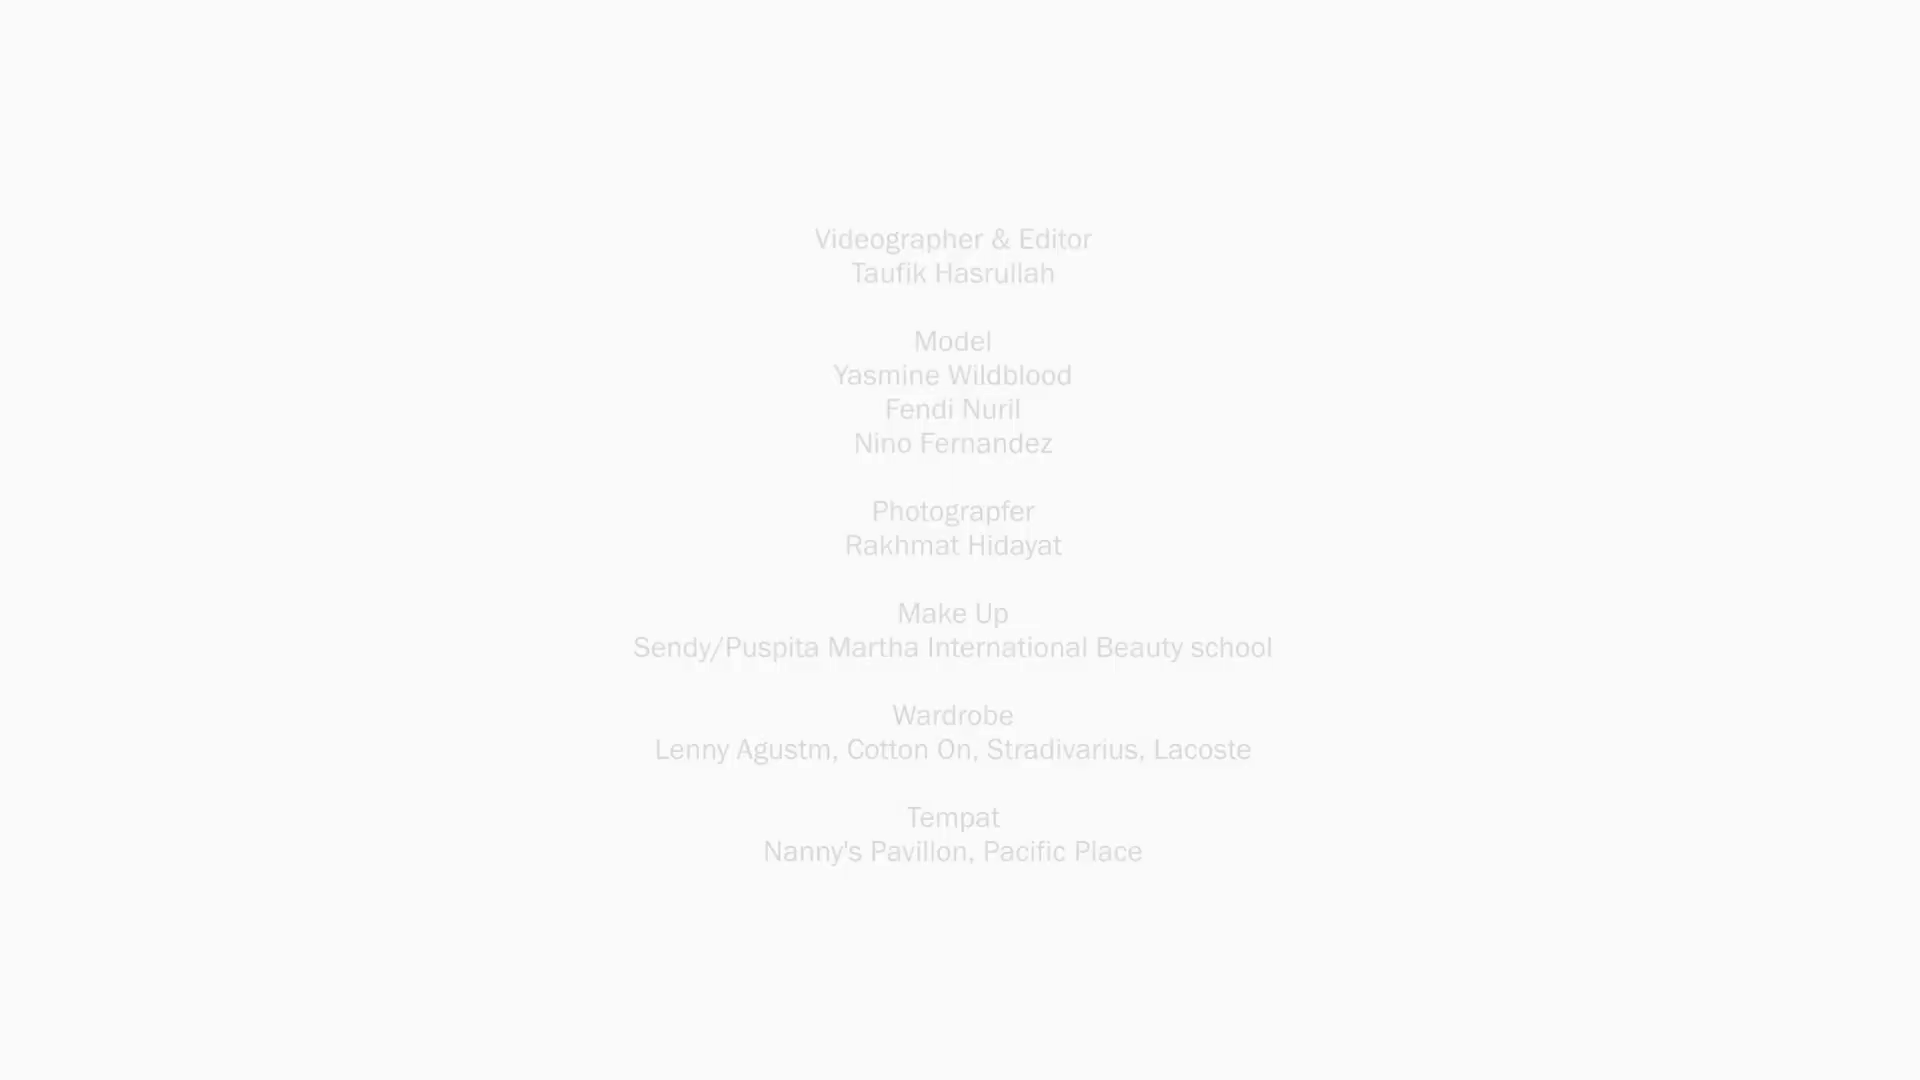 Videographer & Editor
Taufik Hasrullah
Model
Yasmine Wildblood
Fendi Nuril
Nino Fernandez
Photograpfer
Rakhmat Hidayat
Make Up
Sendy/Puspita Martha International Beauty school
Wardrobe
Lenny Agustm, Cotton On, Stradivarius, Lacoste
Tempat
Nanny's Pavillon, Pacific Place